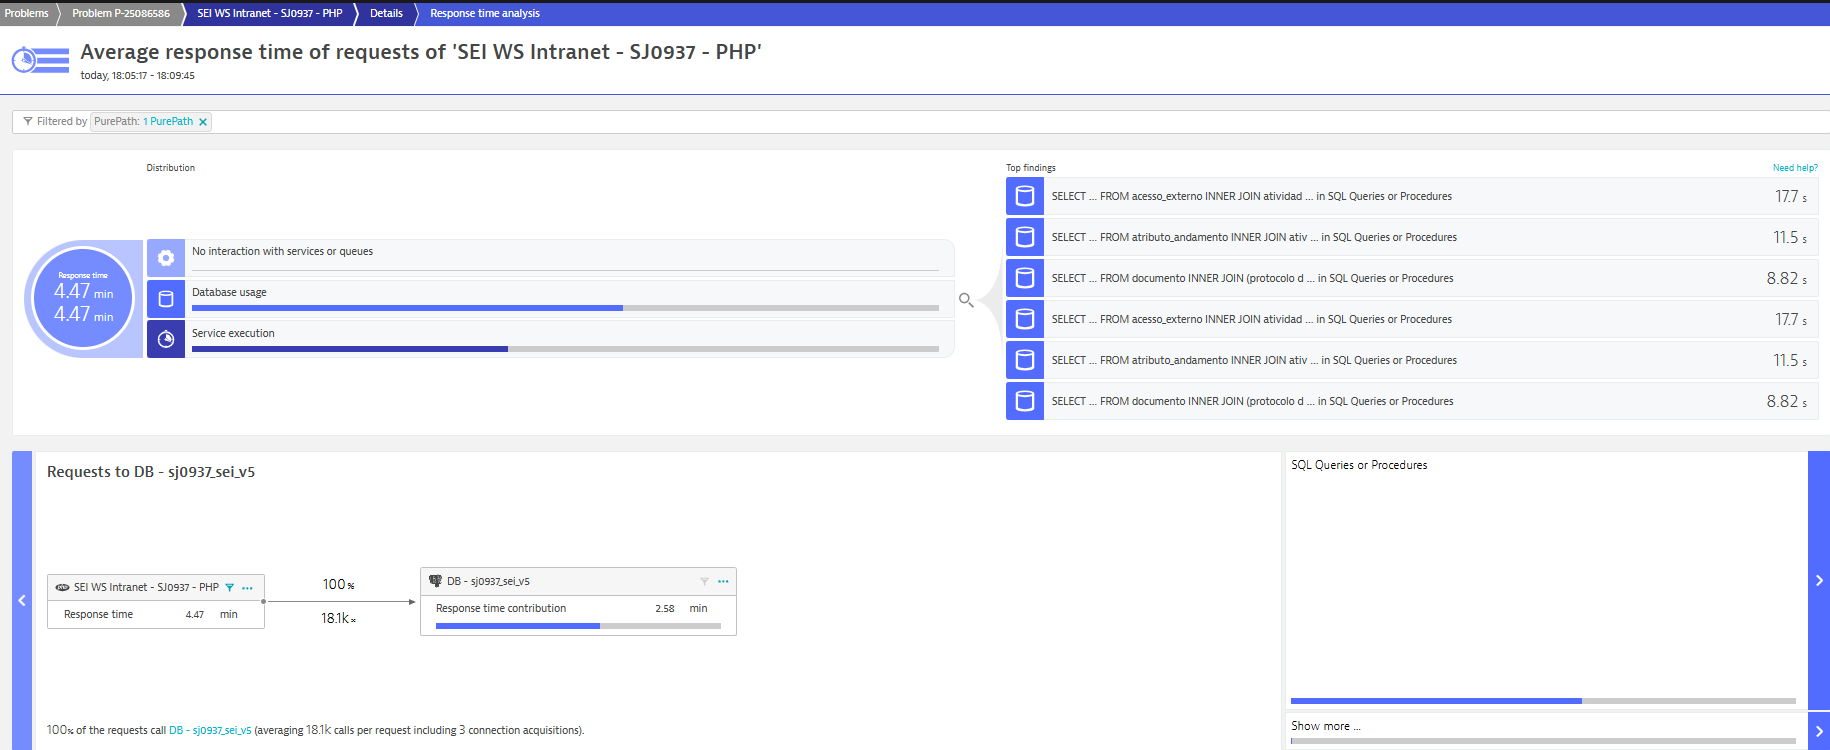 Problems
Problem P-25086586
SEI WS Intranet - SJ0937 - PHP
Details
Response time analysis
Average response time of requests of 'SEI WS Intranet - SJ0937 - PHP'
today, 18:05:17 - 18:09:45
Filtered by PurePath: 1 PurePath
Distribution
Response time
4.47 min
4.47 min
No interaction with services or queues
Database usage
Service execution
Top findings
Need help?
SELECT ... FROM acesso_externo INNER JOIN atividad ... in SQL Queries or Procedures 17.7 s
SELECT ... FROM atributo_andamento INNER JOIN ativ ... in SQL Queries or Procedures 11.5 s
SELECT ... FROM documento INNER JOIN (protocolo d ... in SQL Queries or Procedures 8.82 s
SELECT ... FROM acesso_externo INNER JOIN atividad ... in SQL Queries or Procedures 17.7 s
SELECT ... FROM atributo_andamento INNER JOIN ativ ... in SQL Queries or Procedures 11.5 s
SELECT ... FROM documento INNER JOIN (protocolo d ... in SQL Queries or Procedures 8.82 s
Requests to DB - sj0937_sei_v5
php SEI WS Intranet - SJ0937 - PHP ...
Response time 4.47 min
100 %
18.1k x
DB - sj0937_sei_v5 ...
Response time contribution 2.58 min
100% of the requests call DB - sj0937_sei_v5 (averaging 18.1k calls per request including 3 connection acquisitions).
SQL Queries or Procedures
Show more ...